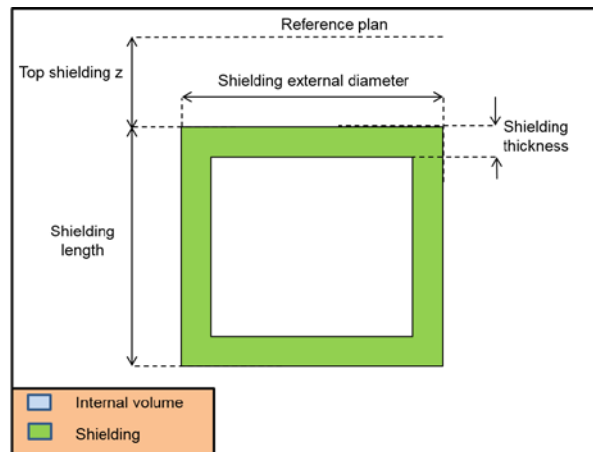 Reference plan
Top shielding z
Shielding external diameter
Shielding
thickness
Shielding
length
Internal volume
Shielding